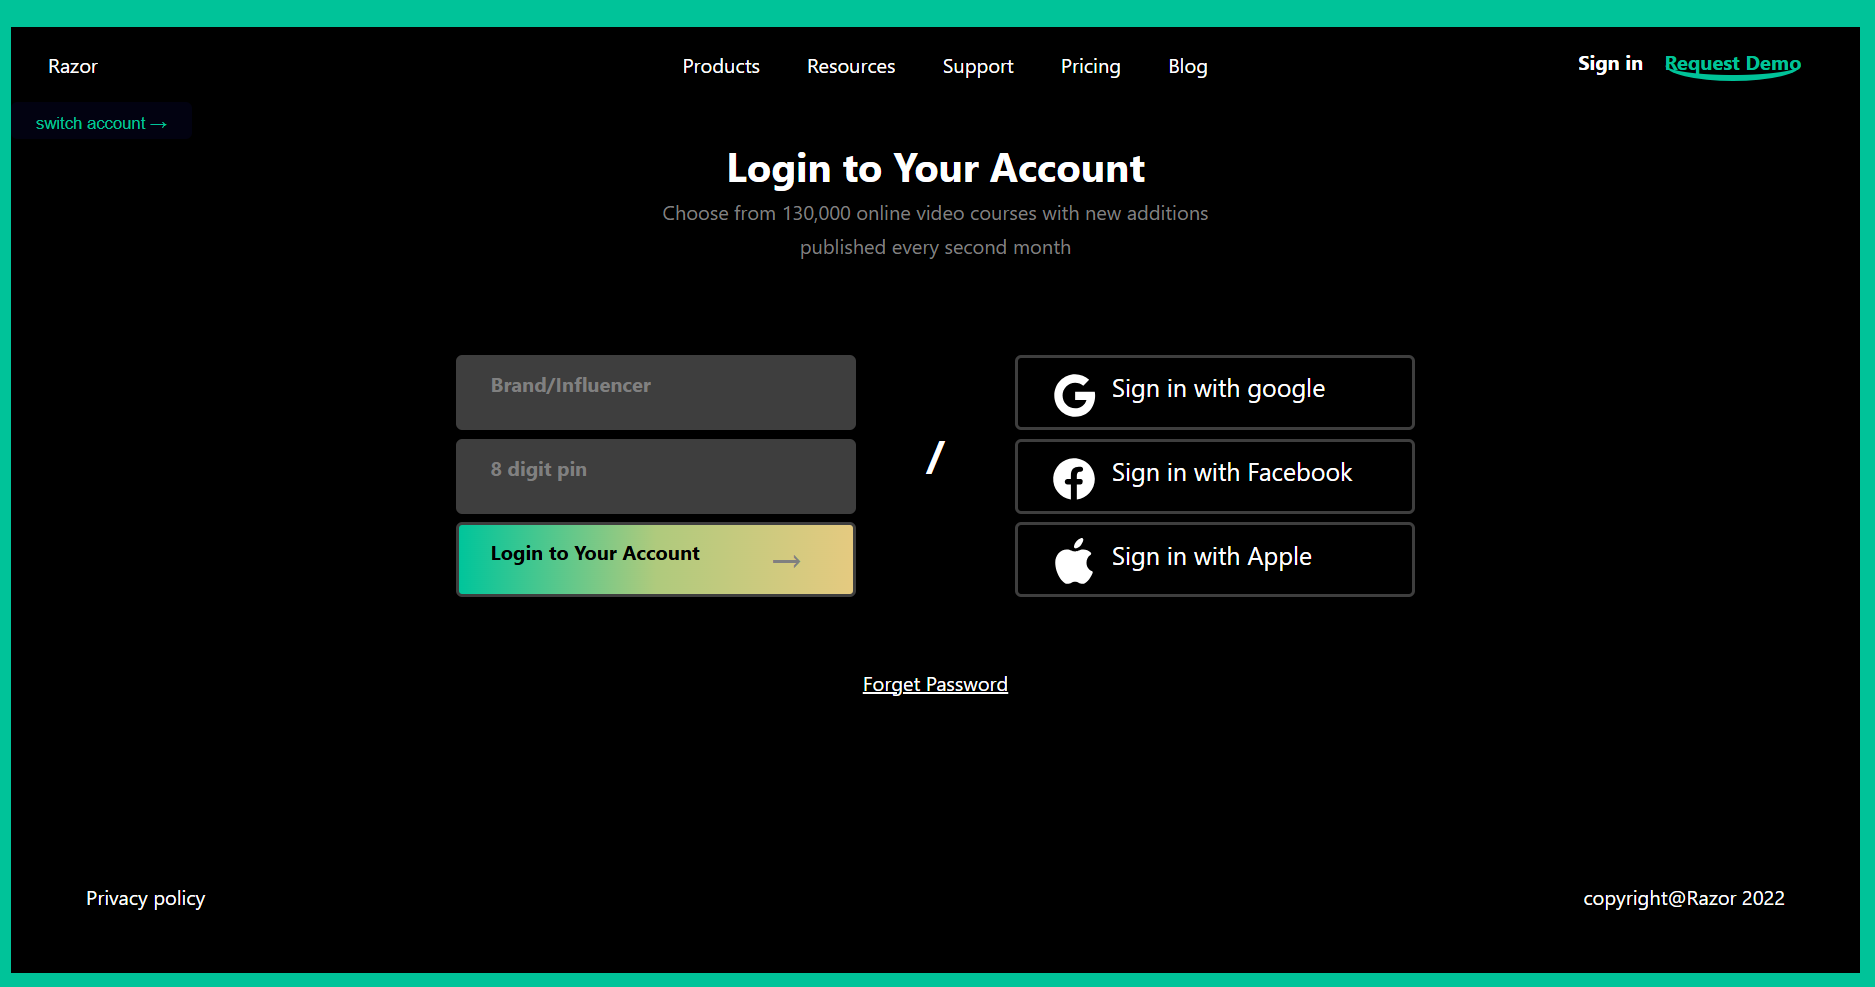 Razor
Products
Resources
Support
Pricing
Blog
Sign in
Request Demo
switch account →
Login to Your Account
Choose from 130,000 online video courses with new additions
published every second month
Brand/Influencer
8 digit pin
Login to Your Account →
/
Sign in with google
Sign in with Facebook
Sign in with Apple
Forget Password
Privacy policy
copyright@Razor 2022